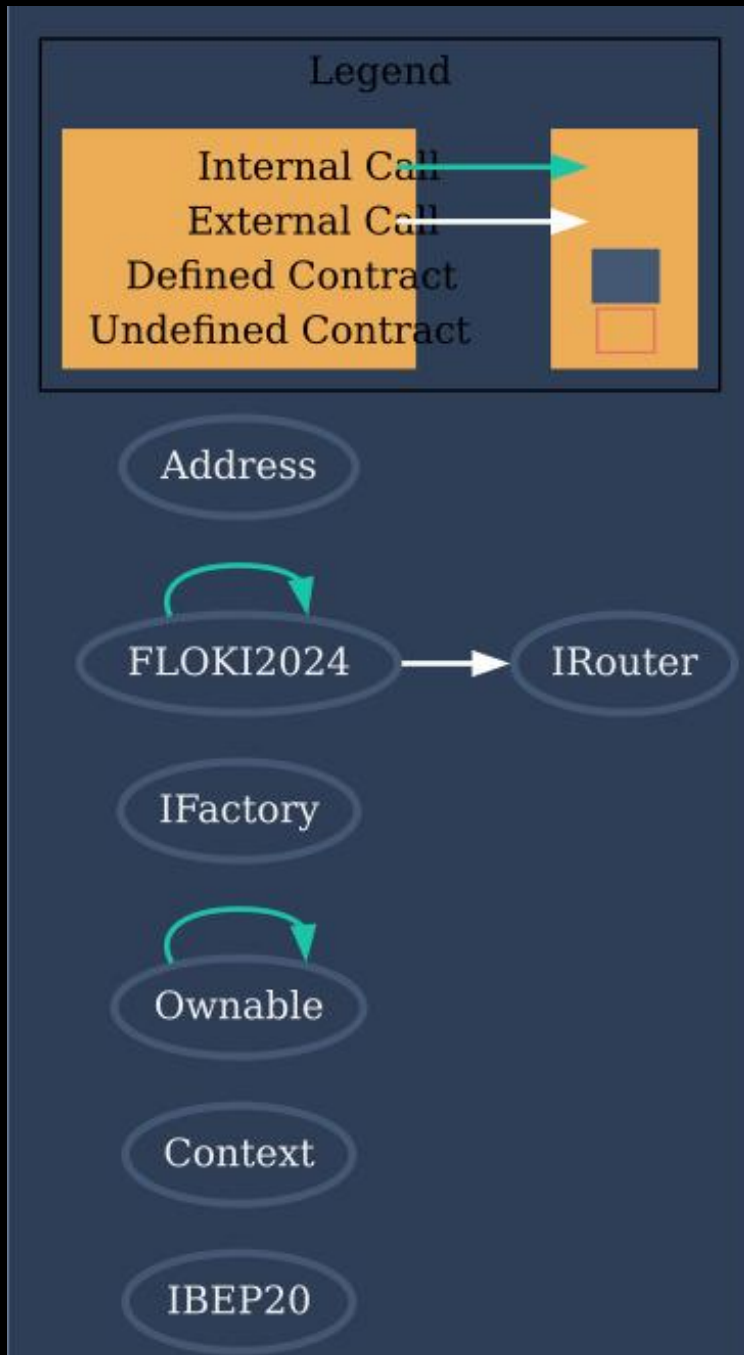 Legend
Internal Call
External Call
Defined Contract
Undefined Contract
Address
FLOKI2024
IRouter
IFactory
Ownable
Context
IBEP20